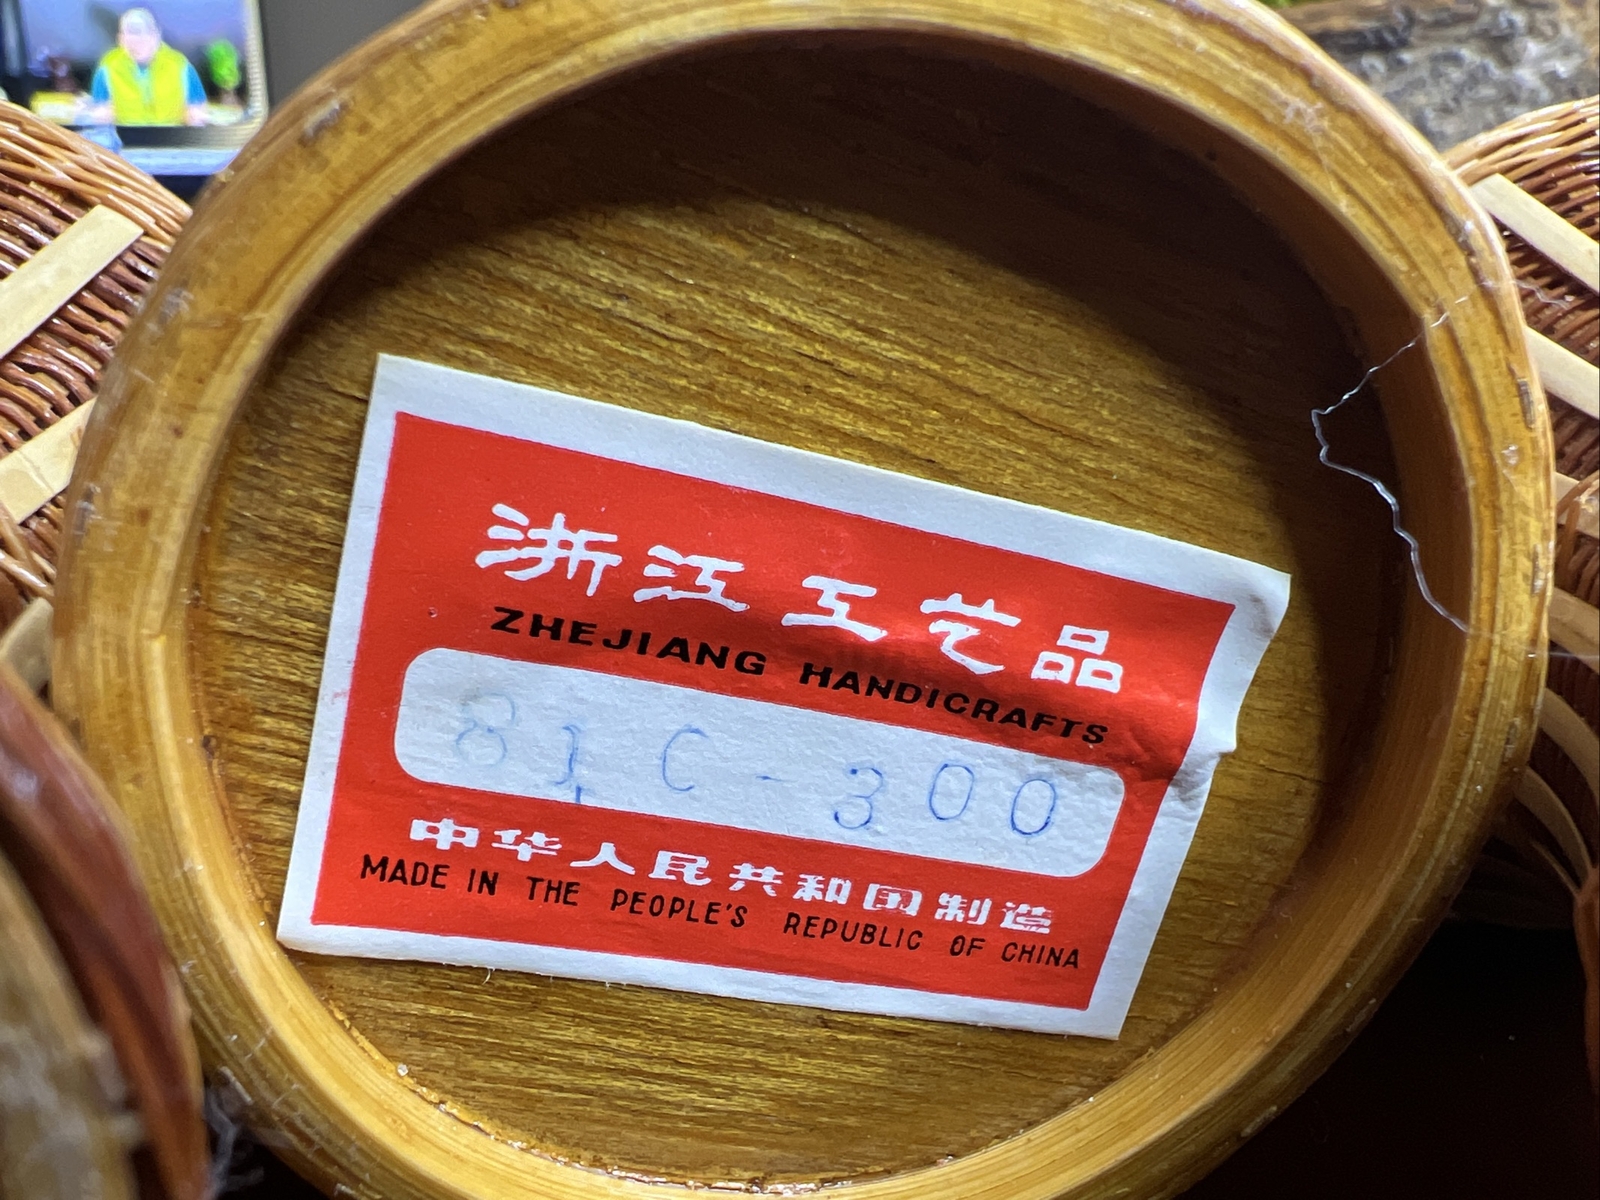 浙江工艺品
ZHEJIANG HANDICRAFTS
81C-300
中华人民共和国制造
MADE IN THE PEOPLE'S REPUBLIC OF CHINA